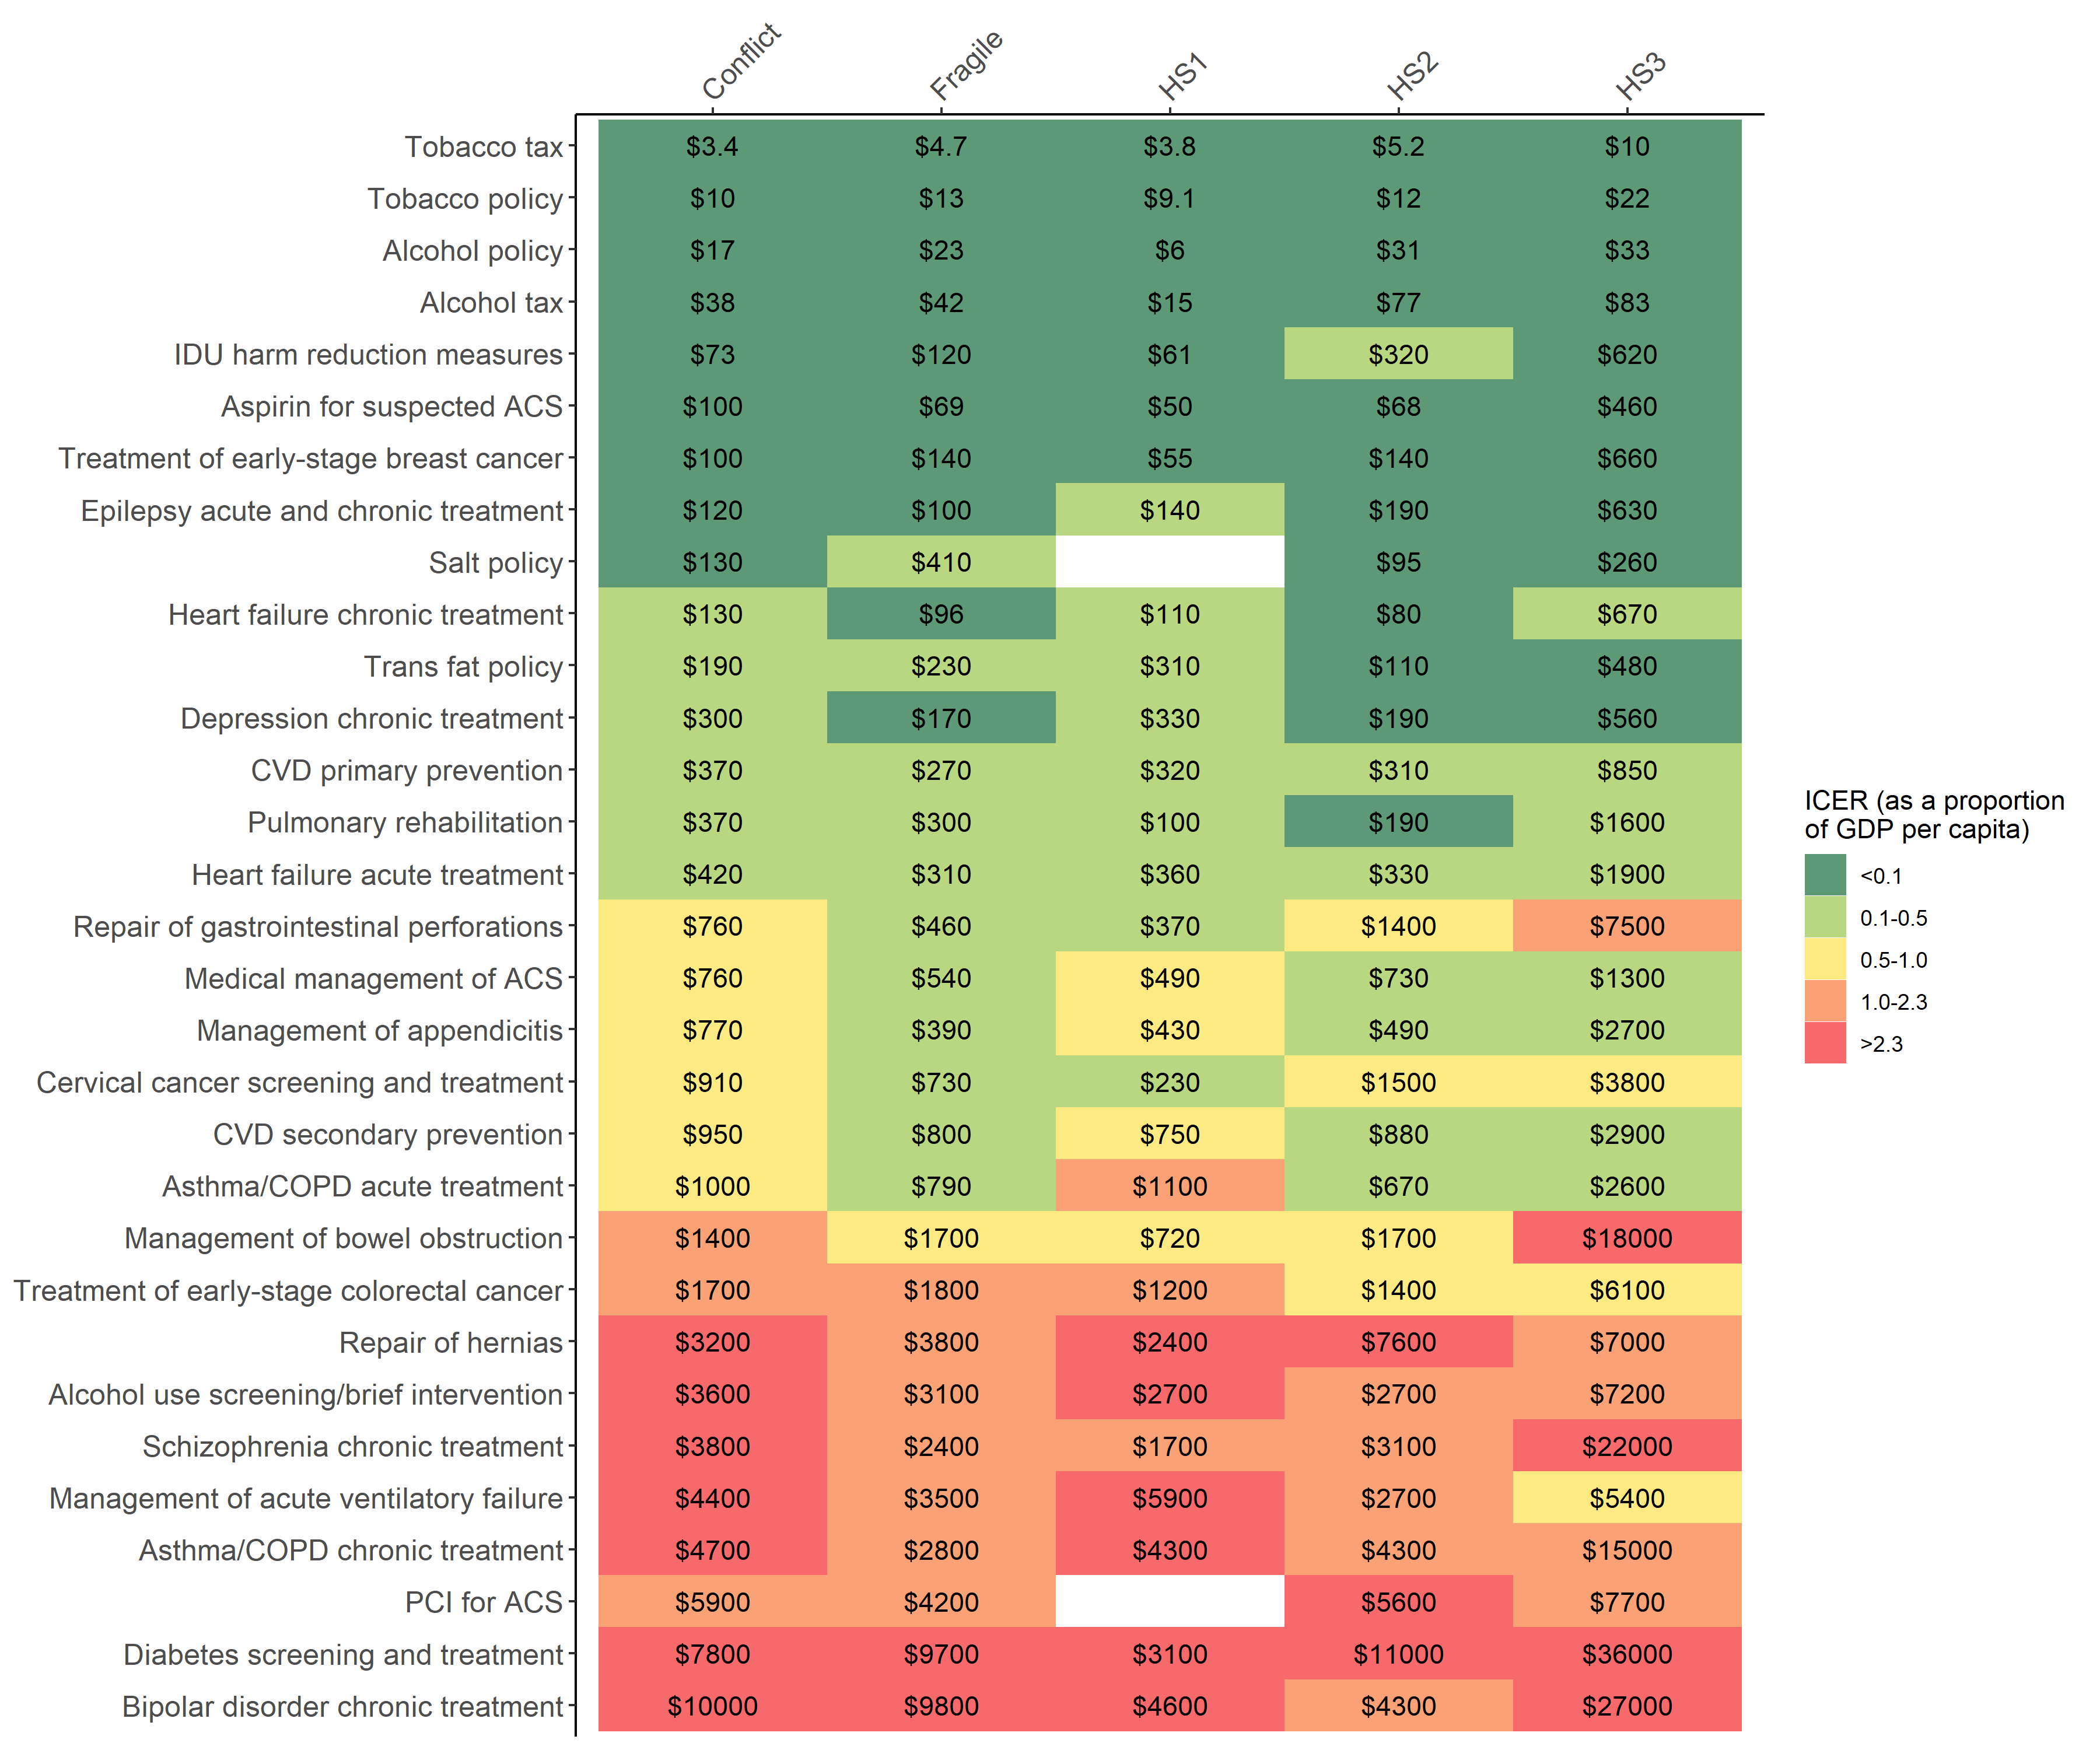 Conflict Fragile HS1 HS2 HS3
Tobacco tax $3.4 $4.7 $3.8 $5.2 $10
Tobacco policy $10 $13 $9.1 $12 $22
Alcohol policy $17 $23 $6 $31 $33
Alcohol tax $38 $42 $15 $77 $83
IDU harm reduction measures $73 $120 $61 $320 $620
Aspirin for suspected ACS $100 $69 $50 $68 $460
Treatment of early-stage breast cancer $100 $140 $55 $140 $660
Epilepsy acute and chronic treatment $120 $100 $140 $190 $630
Salt policy $130 $410 $95 $260
Heart failure chronic treatment $130 $96 $110 $80 $670
Trans fat policy $190 $230 $310 $110 $480
Depression chronic treatment $300 $170 $330 $190 $560
CVD primary prevention $370 $270 $320 $310 $850
Pulmonary rehabilitation $370 $300 $100 $190 $1600
Heart failure acute treatment $420 $310 $360 $330 $1900
Repair of gastrointestinal perforations $760 $460 $370 $1400 $7500
Medical management of ACS $760 $540 $490 $730 $1300
Management of appendicitis $770 $390 $430 $490 $2700
Cervical cancer screening and treatment $910 $730 $230 $1500 $3800
CVD secondary prevention $950 $800 $750 $880 $2900
Asthma/COPD acute treatment $1000 $790 $1100 $670 $2600
Management of bowel obstruction $1400 $1700 $720 $1700 $18000
Treatment of early-stage colorectal cancer $1700 $1800 $1200 $1400 $6100
Repair of hernias $3200 $3800 $2400 $7600 $7000
Alcohol use screening/brief intervention $3600 $3100 $2700 $2700 $7200
Schizophrenia chronic treatment $3800 $2400 $1700 $3100 $22000
Management of acute ventilatory failure $4400 $3500 $5900 $2700 $5400
Asthma/COPD chronic treatment $4700 $2800 $4300 $4300 $15000
PCI for ACS $5900 $4200 $5600 $7700
Diabetes screening and treatment $7800 $9700 $3100 $11000 $36000
Bipolar disorder chronic treatment $10000 $9800 $4600 $4300 $27000
ICER (as a proportion
of GDP per capita)
<0.1
0.1-0.5
0.5-1.0
1.0-2.3
>2.3